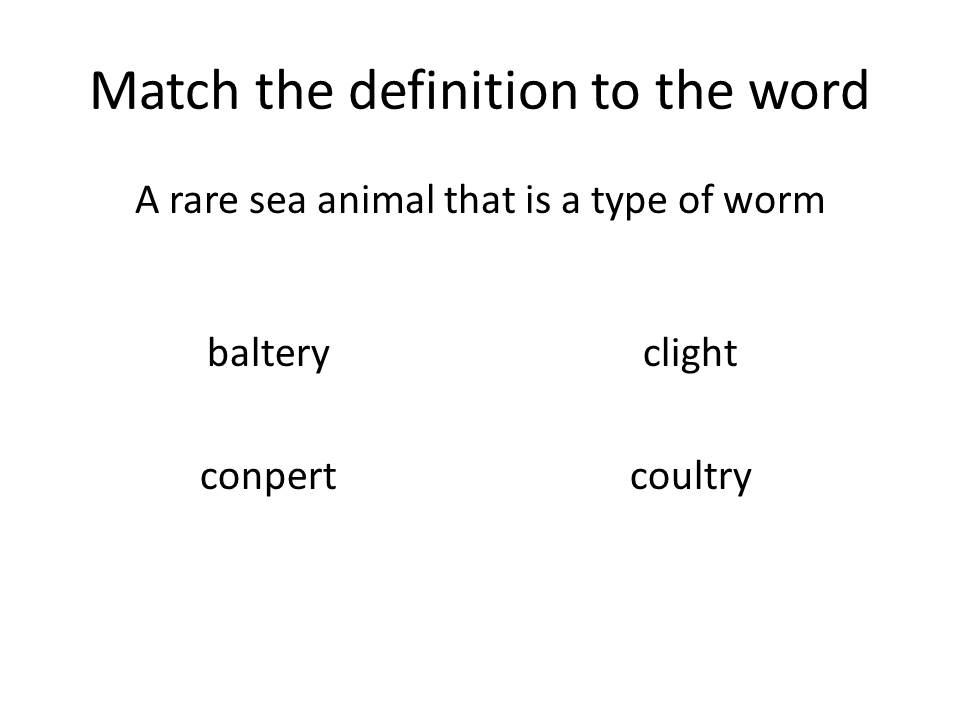 Match the definition to the word
A rare sea animal that is a type of worm
baltery clight
conpert coultry